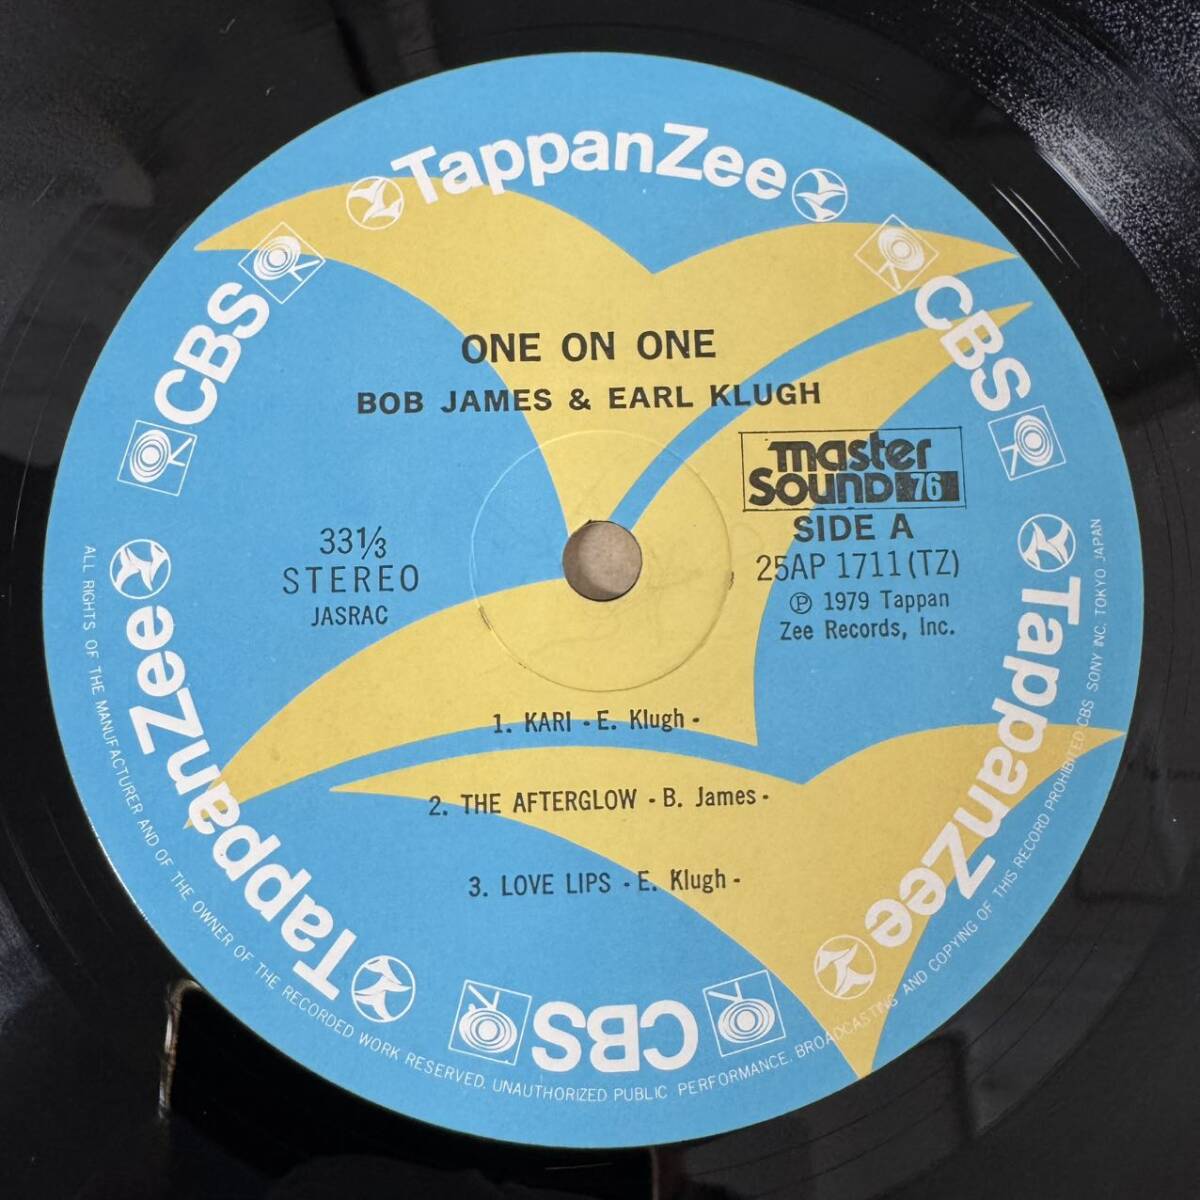 TappanZee
CBS
CBS
ONE ON ONE
BOB JAMES & EARL KLUGH
master
Sound 76
SIDE A
33⅓
STEREO
JASRAC
25AP 1711(TZ)
Ⓟ 1979 Tappan
Zee Records, Inc.
1. KARI - E. Klugh -
2. THE AFTERGLOW - B. James -
3. LOVE LIPS - E. Klugh -
TappanZee
TappanZee
CBS
ALL RIGHTS OF THE MANUFACTURER AND OF THE OWNER OF THE RECORDED WORK RESERVED. UNAUTHORIZED PUBLIC PERFORMANCE. BROADCASTING AND COPYING OF THIS RECORD PROHIBITED CBS SONY INC. TOKYO JAPAN